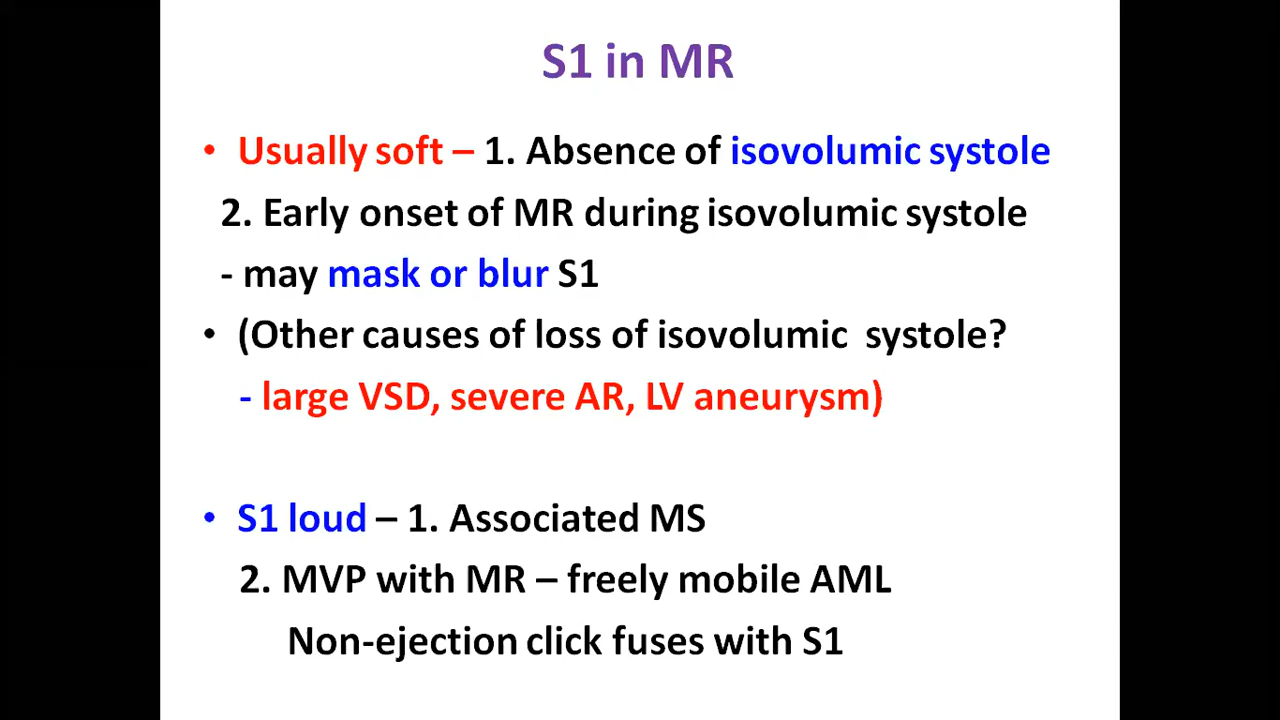 S1 in MR
• Usually soft – 1. Absence of isovolumic systole
2. Early onset of MR during isovolumic systole
- may mask or blur S1
• (Other causes of loss of isovolumic systole?
- large VSD, severe AR, LV aneurysm)
• S1 loud – 1. Associated MS
2. MVP with MR – freely mobile AML
Non-ejection click fuses with S1